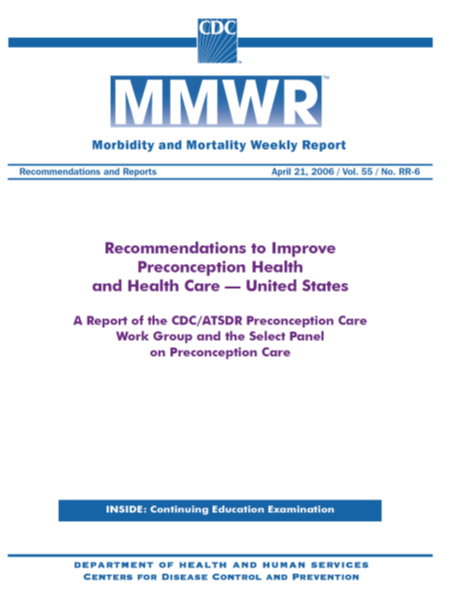 CDC
MMWR™
Morbidity and Mortality Weekly Report
Recommendations and Reports April 21, 2006 / Vol. 55 / No. RR-6
Recommendations to Improve
Preconception Health
and Health Care — United States
A Report of the CDC/ATSDR Preconception Care
Work Group and the Select Panel
on Preconception Care
INSIDE: Continuing Education Examination
DEPARTMENT OF HEALTH AND HUMAN SERVICES
CENTERS FOR DISEASE CONTROL AND PREVENTION